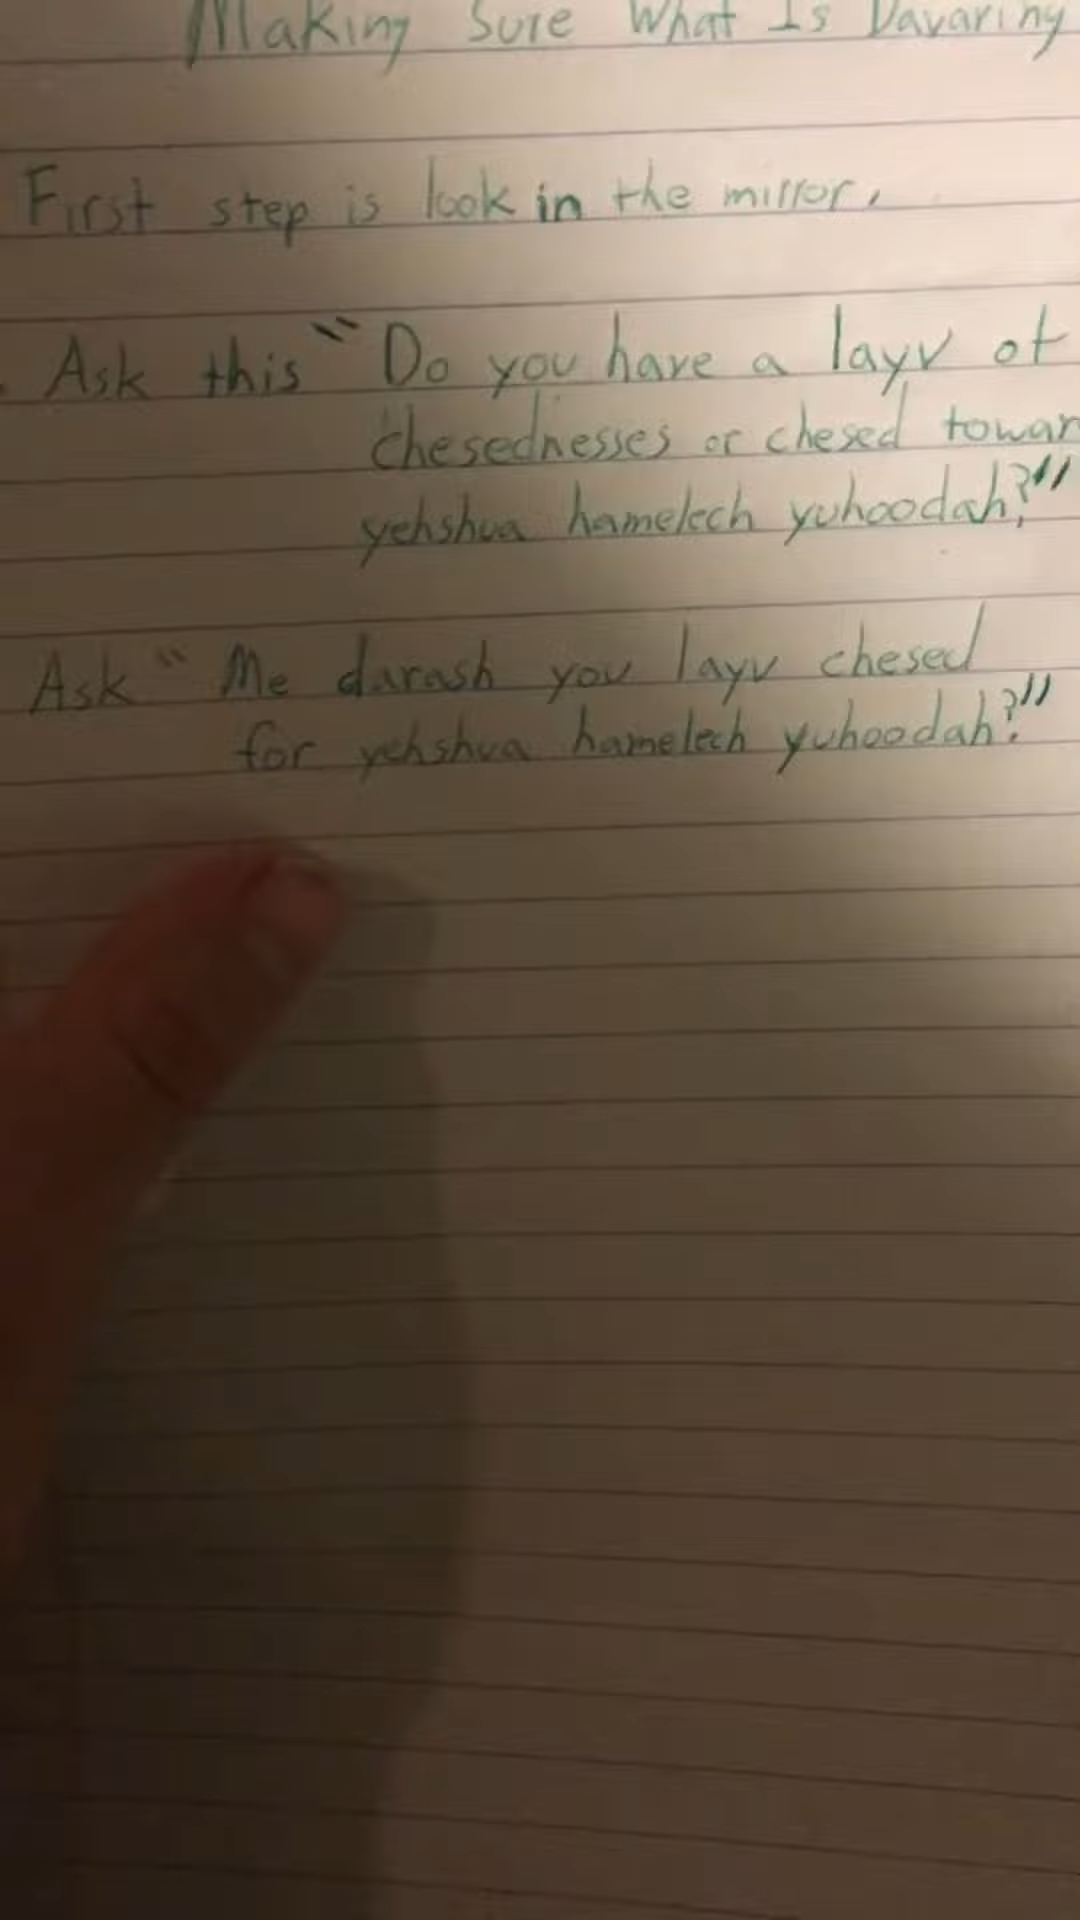 Making Sure What Is Davaring
First step is look in the mirror.
Ask this "Do you have a layv of
chesednesses or chesed towar
yehshua hamelech yuhoodah?"
Ask "Me darash you layv chesed
for yehshua hamelech yuhoodah?"